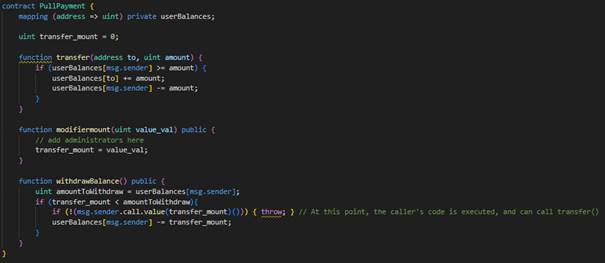 contract PullPayment {
mapping (address => uint) private userBalances;
uint transfer_mount = 0;
function transfer(address to, uint amount) {
if (userBalances[msg.sender] >= amount) {
userBalances[to] += amount;
userBalances[msg.sender] -= amount;
}
}
function modifiermount(uint value_val) public {
// add administrators here
transfer_mount = value_val;
}
function withdrawBalance() public {
uint amountToWithdraw = userBalances[msg.sender];
if (transfer_mount < amountToWithdraw){
if (!(msg.sender.call.value(transfer_mount)())) { throw; } // At this point, the caller's code is executed, and can call transfer()
userBalances[msg.sender] -= transfer_mount;
}
}
}